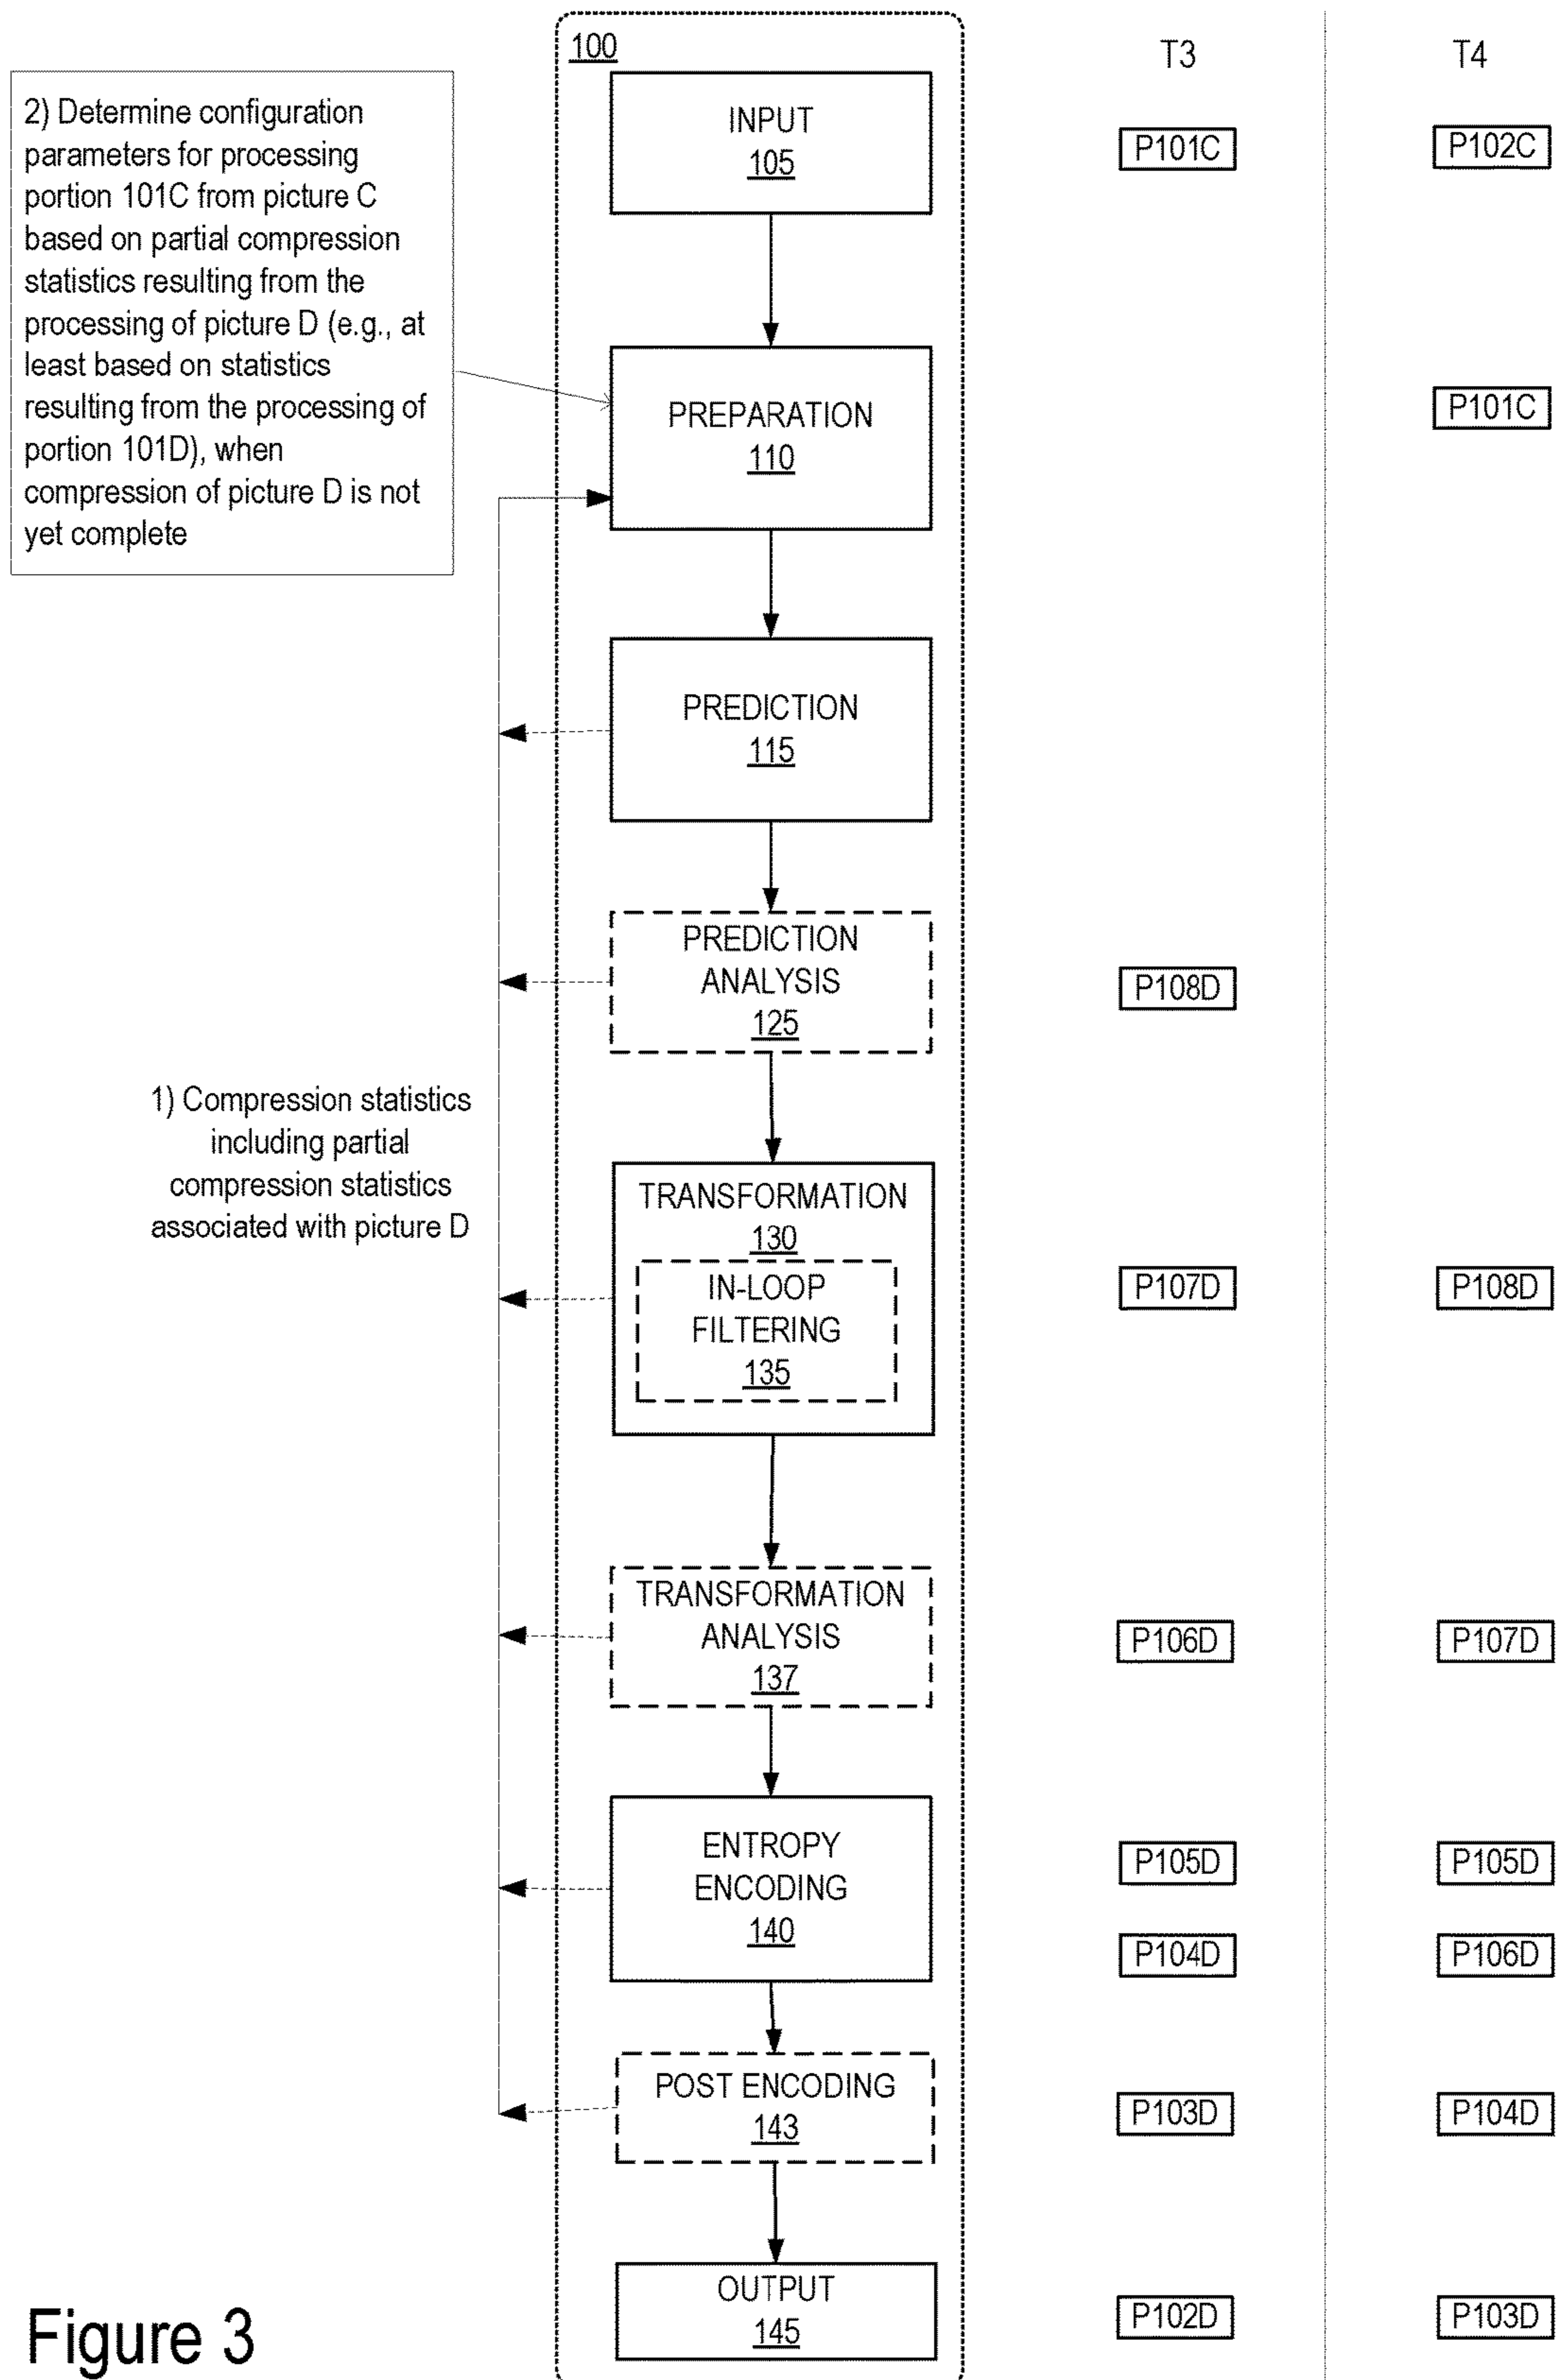 100
T3
T4
2) Determine configuration
parameters for processing
portion 101C from picture C
based on partial compression
statistics resulting from the
processing of picture D (e.g., at
least based on statistics
resulting from the processing of
portion 101D), when
compression of picture D is not
yet complete
INPUT
105
P101C
P102C
PREPARATION
110
P101C
PREDICTION
115
PREDICTION
ANALYSIS
125
P108D
1) Compression statistics
including partial
compression statistics
associated with picture D
TRANSFORMATION
130
IN-LOOP
FILTERING
135
P107D
P108D
TRANSFORMATION
ANALYSIS
137
P106D
P107D
ENTROPY
ENCODING
140
P105D
P105D
P104D
P106D
POST ENCODING
143
P103D
P104D
OUTPUT
145
P102D
P103D
Figure 3